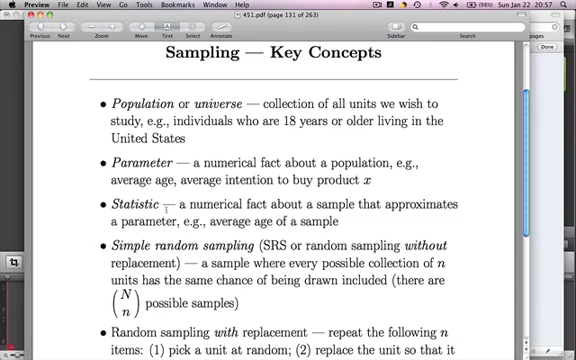 Preview File Edit View Go Tools Bookmarks Window Help
Sun Jan 22 20:57
451.pdf (page 131 of 263)
Previous Next Zoom Move Text Select Annotate Sidebar Search
pages
Done
Sampling — Key Concepts
• Population or universe — collection of all units we wish to
study, e.g., individuals who are 18 years or older living in the
United States
• Parameter — a numerical fact about a population, e.g.,
average age, average intention to buy product x
• Statistic — a numerical fact about a sample that approximates
a parameter, e.g., average age of a sample
• Simple random sampling (SRS or random sampling without
replacement) — a sample where every possible collection of n
units has the same chance of being drawn included (there are
(N n) possible samples)
• Random sampling with replacement — repeat the following n
items: (1) pick a unit at random; (2) replace the unit so that it